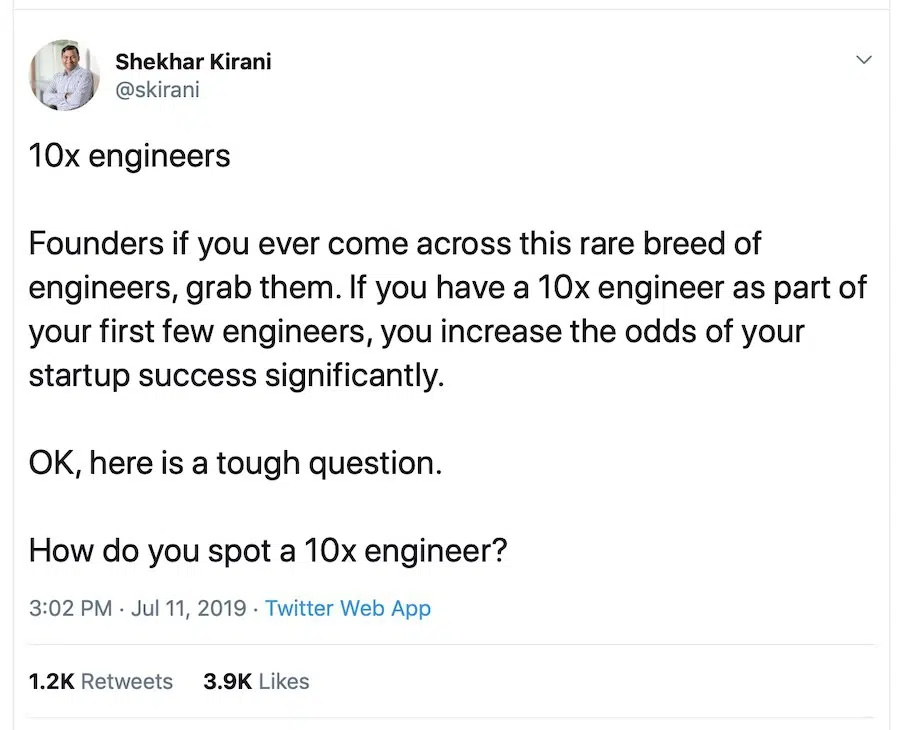 Shekhar Kirani
@skirani
10x engineers
Founders if you ever come across this rare breed of
engineers, grab them. If you have a 10x engineer as part of
your first few engineers, you increase the odds of your
startup success significantly.
OK, here is a tough question.
How do you spot a 10x engineer?
3:02 PM · Jul 11, 2019 · Twitter Web App
1.2K Retweets 3.9K Likes